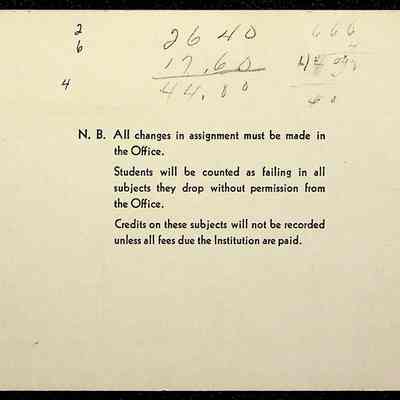 2
6
4
26 40
17.60
44.00
666
N. B. All changes in assignment must be made in
the Office.
Students will be counted as failing in all
subjects they drop without permission from
the Office.
Credits on these subjects will not be recorded
unless all fees due the Institution are paid.